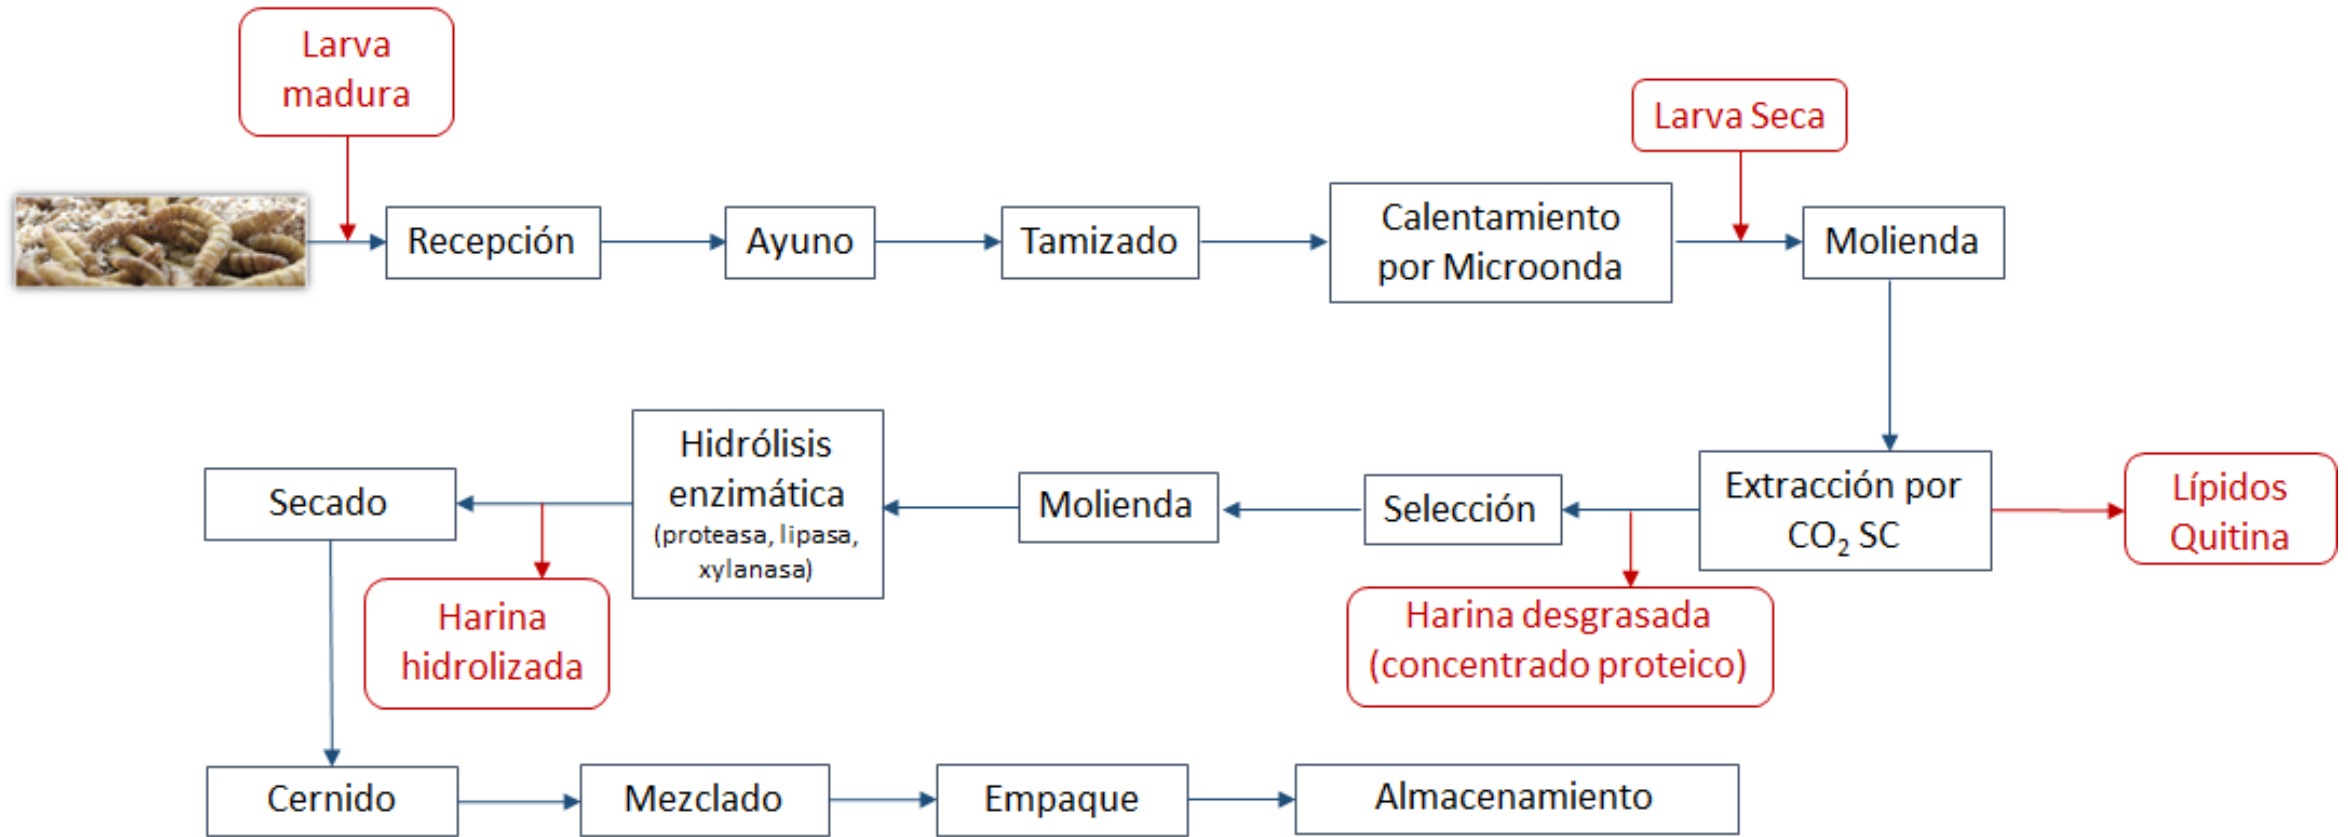 Larva
madura
Larva Seca
Recepción
Ayuno
Tamizado
Calentamiento
por Microonda
Molienda
Secado
Hidrólisis
enzimática
(proteasa, lipasa,
xylanasa)
Molienda
Selección
Extracción por
CO₂ SC
Lípidos
Quitina
Harina
hidrolizada
Harina desgrasada
(concentrado proteico)
Cernido
Mezclado
Empaque
Almacenamiento